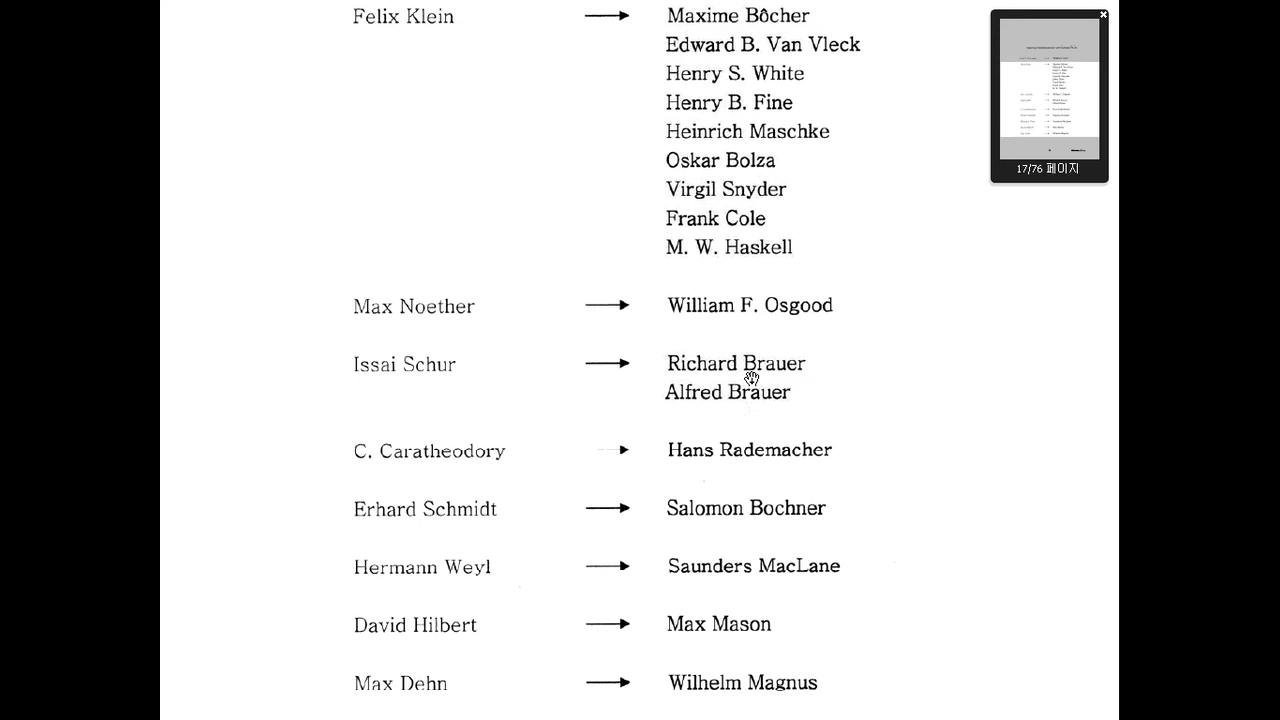 Felix Klein → Maxime Bôcher
Edward B. Van Vleck
Henry S. White
Henry B. Fine
Heinrich Maschke
Oskar Bolza
Virgil Snyder
Frank Cole
M. W. Haskell
Max Noether → William F. Osgood
Issai Schur → Richard Brauer
Alfred Brauer
C. Caratheodory → Hans Rademacher
Erhard Schmidt → Salomon Bochner
Hermann Weyl → Saunders MacLane
David Hilbert → Max Mason
Max Dehn → Wilhelm Magnus
17/76 페이지